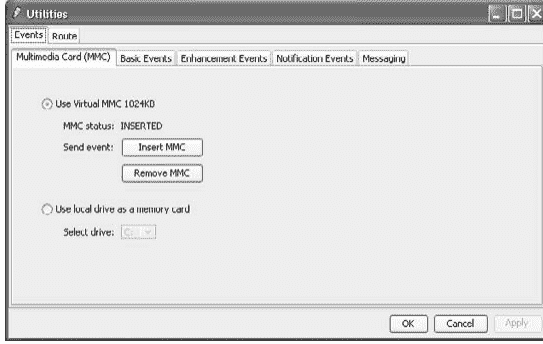 Utilities
Events Route
Multimedia Card (MMC) Basic Events Enhancement Events Notification Events Messaging
Use Virtual MMC 1024KB
MMC status: INSERTED
Send event: Insert MMC
Remove MMC
Use local drive as a memory card
Select drive: C:
OK Cancel Apply